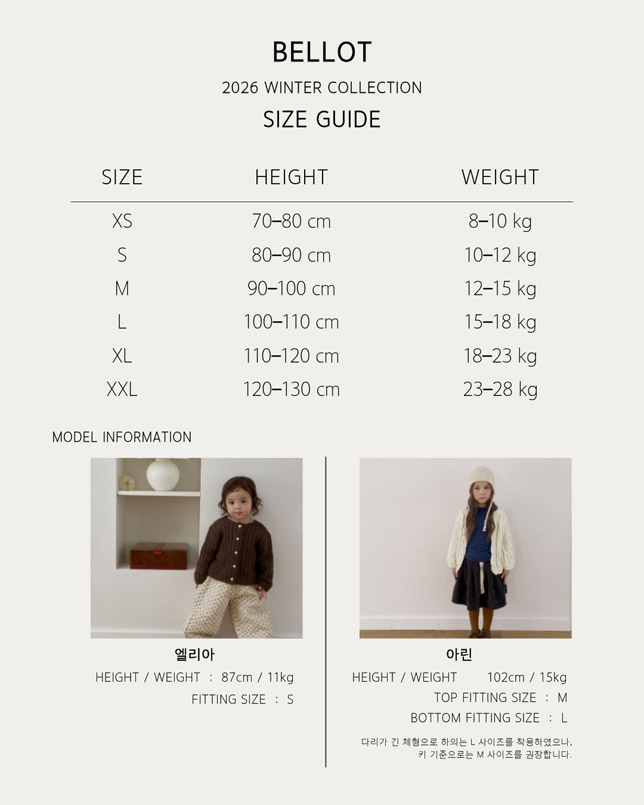 BELLOT
2026 WINTER COLLECTION
SIZE GUIDE
SIZE HEIGHT WEIGHT
XS 70–80 cm 8–10 kg
S 80–90 cm 10–12 kg
M 90–100 cm 12–15 kg
L 100–110 cm 15–18 kg
XL 110–120 cm 18–23 kg
XXL 120–130 cm 23–28 kg
MODEL INFORMATION
엘리아
HEIGHT / WEIGHT : 87cm / 11kg
FITTING SIZE : S
아린
HEIGHT / WEIGHT 102cm / 15kg
TOP FITTING SIZE : M
BOTTOM FITTING SIZE : L
다리가 긴 체형으로 하의는 L 사이즈를 착용하였으나,
키 기준으로는 M 사이즈를 권장합니다.